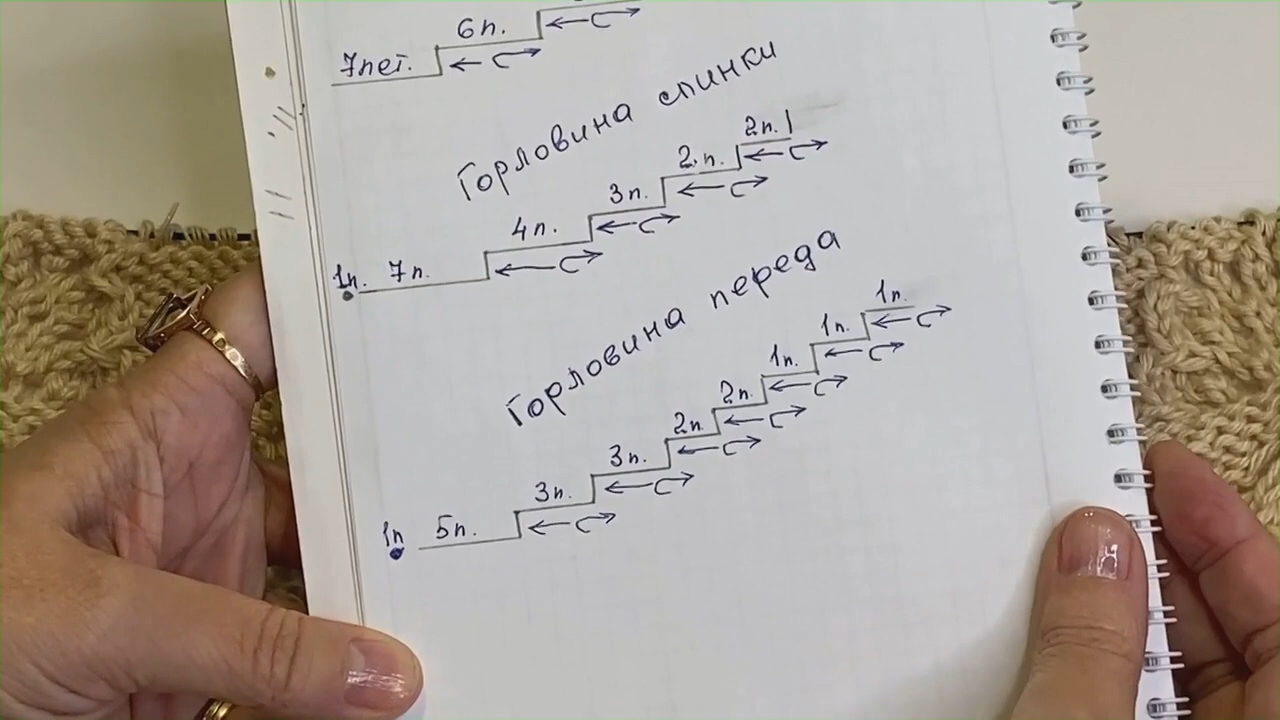 7пет. 6п.
Горловина спинки
1п. 7п. 4п. 3п. 2п. 2п.
Горловина переда
1п 5п. 3п. 3п. 2п. 2п. 1п. 1п. 1п.